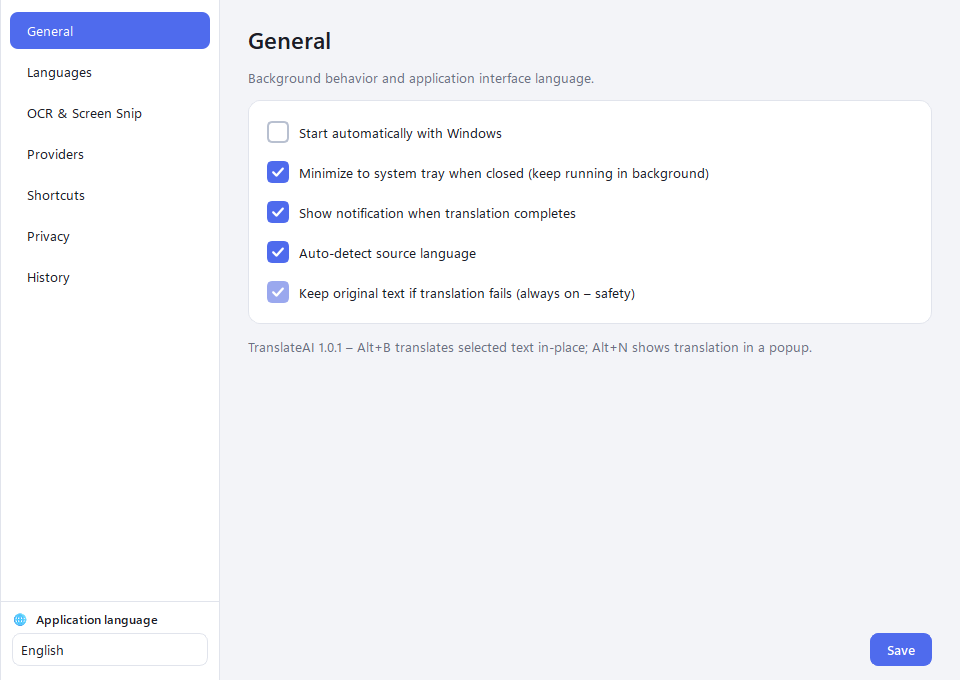 General
Languages
OCR & Screen Snip
Providers
Shortcuts
Privacy
History
Application language
English
General
Background behavior and application interface language.
Start automatically with Windows
Minimize to system tray when closed (keep running in background)
Show notification when translation completes
Auto-detect source language
Keep original text if translation fails (always on – safety)
TranslateAI 1.0.1 – Alt+B translates selected text in-place; Alt+N shows translation in a popup.
Save